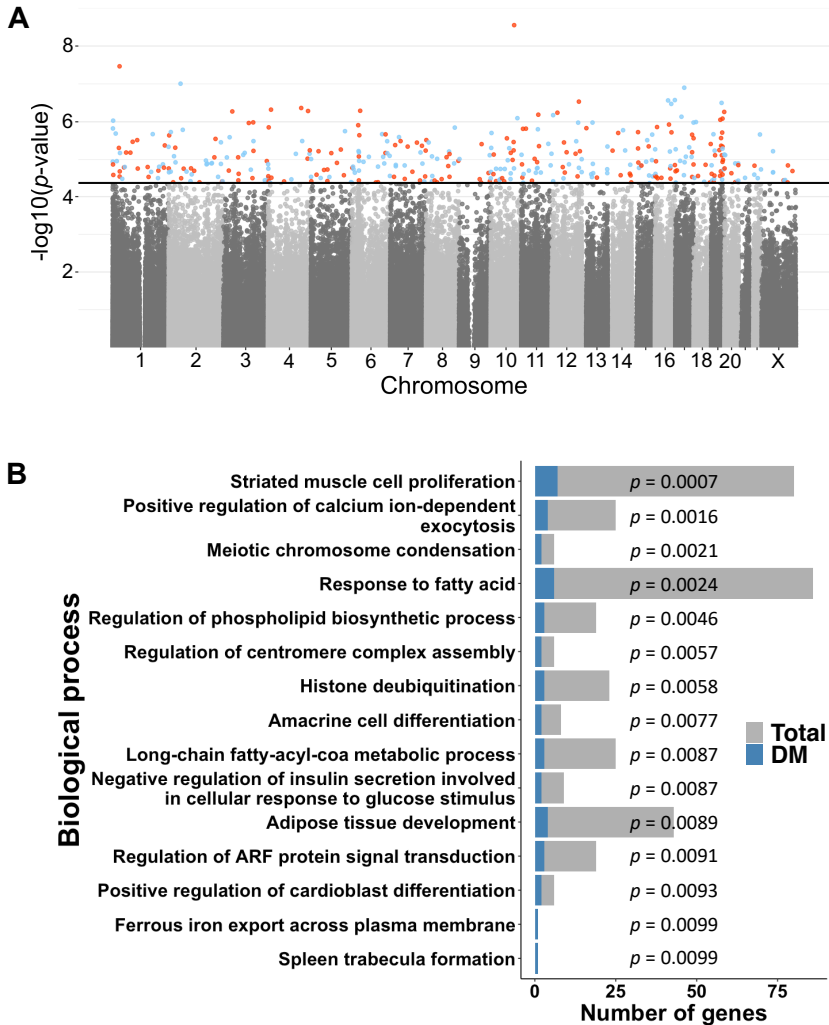 A
8
6
4
2
-log10(p-value)
1 2 3 4 5 6 7 8 9 10 11 12 13 14 16 18 20 X
Chromosome
B
Biological process
Striated muscle cell proliferation p = 0.0007
Positive regulation of calcium ion-dependent
exocytosis p = 0.0016
Meiotic chromosome condensation p = 0.0021
Response to fatty acid p = 0.0024
Regulation of phospholipid biosynthetic process p = 0.0046
Regulation of centromere complex assembly p = 0.0057
Histone deubiquitination p = 0.0058
Amacrine cell differentiation p = 0.0077
Long-chain fatty-acyl-coa metabolic process p = 0.0087
Negative regulation of insulin secretion involved
in cellular response to glucose stimulus p = 0.0087
Adipose tissue development p = 0.0089
Regulation of ARF protein signal transduction p = 0.0091
Positive regulation of cardioblast differentiation p = 0.0093
Ferrous iron export across plasma membrane p = 0.0099
Spleen trabecula formation p = 0.0099
Total
DM
0 25 50 75
Number of genes